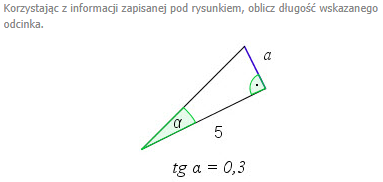 Korzystając z informacji zapisanej pod rysunkiem, oblicz długość wskazanego
odcinka.
a
α
5
tg α = 0,3